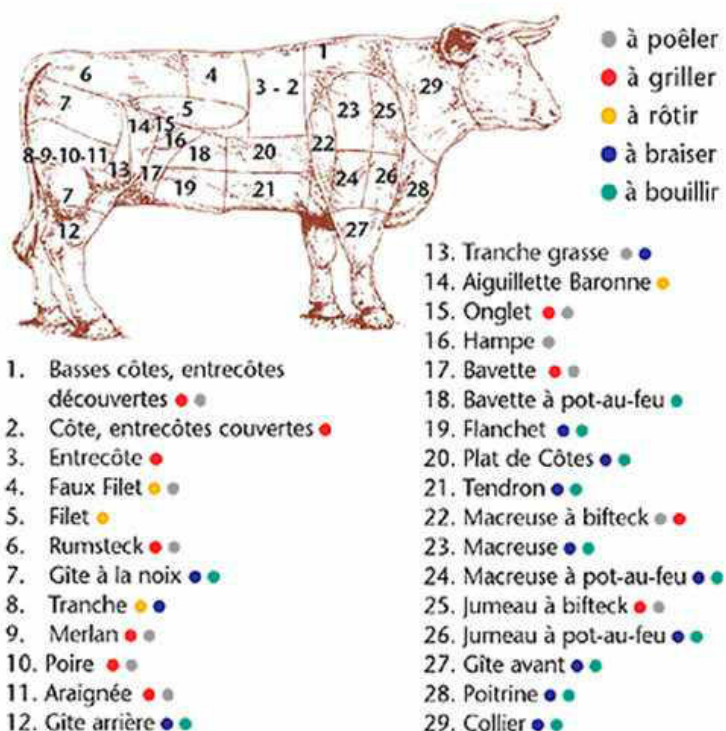 1
6
4
3 - 2
29
7
5
23
25
14
15
16
22
8-9-10-11
18
20
13
17
24
26
7
19
21
28
12
27
à poêler
à griller
à rôtir
à braiser
à bouillir
1. Basses côtes, entrecôtes
découvertes
2. Côte, entrecôtes couvertes
3. Entrecôte
4. Faux Filet
5. Filet
6. Rumsteck
7. Gîte à la noix
8. Tranche
9. Merlan
10. Poire
11. Araignée
12. Gîte arrière
13. Tranche grasse
14. Aiguillette Baronne
15. Onglet
16. Hampe
17. Bavette
18. Bavette à pot-au-feu
19. Flanchet
20. Plat de Côtes
21. Tendron
22. Macreuse à bifteck
23. Macreuse
24. Macreuse à pot-au-feu
25. Jumeau à bifteck
26. Jumeau à pot-au-feu
27. Gîte avant
28. Poitrine
29. Collier